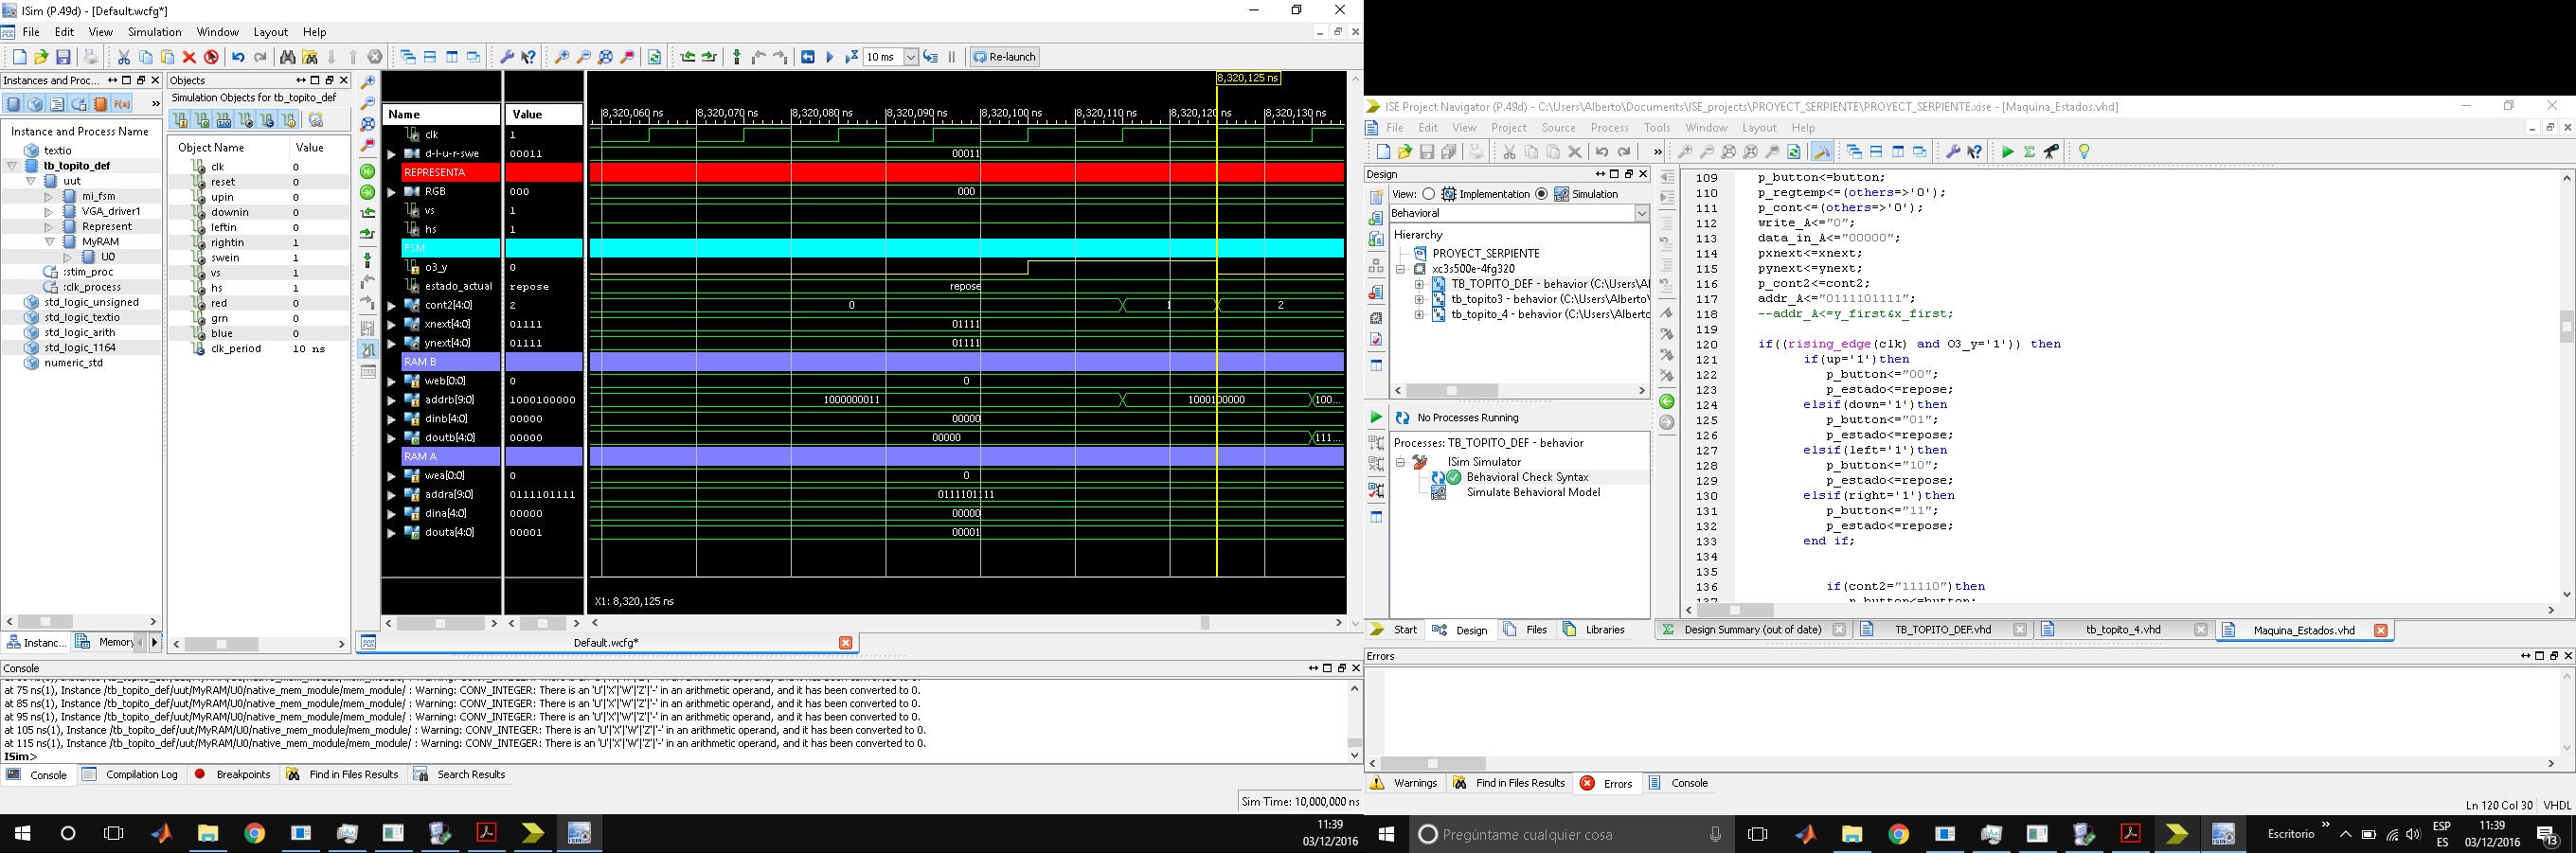 ISim (P.49d) - [Default.wcfg*]
File Edit View Simulation Window Layout Help
10 ms Re-launch
Instances and Proc...
Instance and Process Name
textio
tb_topito_def
uut
mi_fsm
VGA_driver1
Represent
MyRAM
U0
:stim_proc
:clk_process
std_logic_unsigned
std_logic_textio
std_logic_arith
std_logic_1164
numeric_std
Instanc... Memory
Objects
Simulation Objects for tb_topito_def
Object Name Value
clk 0
reset 0
upin 0
downin 0
leftin 0
rightin 1
swein 1
vs 1
hs 1
red 0
grn 0
blue 0
clk_period 10 ns
8,320,125 ns
Name Value
8,320,060 ns 8,320,070 ns 8,320,080 ns 8,320,090 ns 8,320,100 ns 8,320,110 ns 8,320,120 ns 8,320,130 ns
clk 1
d-l-u-r-swe 00011
REPRESENTA
RGB 000 000
vs 1
hs 1
FSM
o3_y 0
estado_actual repose repose
cont2[4:0] 2 0 1 2
xnext[4:0] 01111 01111
ynext[4:0] 01111 01111
RAM B
web[0:0] 0 0
addrb[9:0] 1000100000 1000000011 1000100000 100...
dinb[4:0] 00000 00000
doutb[4:0] 00000 00000 111...
RAM A
wea[0:0] 0 0
addra[9:0] 0111101111 0111101111
dina[4:0] 00000 00000
douta[4:0] 00001 00001
X1: 8,320,125 ns
Default.wcfg*
Console
at 75 ns(1), Instance /tb_topito_def/uut/MyRAM/U0/native_mem_module/mem_module/ : Warning: CONV_INTEGER: There is an 'U'|'X'|'W'|'Z'|'-' in an arithmetic operand, and it has been converted to 0.
at 85 ns(1), Instance /tb_topito_def/uut/MyRAM/U0/native_mem_module/mem_module/ : Warning: CONV_INTEGER: There is an 'U'|'X'|'W'|'Z'|'-' in an arithmetic operand, and it has been converted to 0.
at 95 ns(1), Instance /tb_topito_def/uut/MyRAM/U0/native_mem_module/mem_module/ : Warning: CONV_INTEGER: There is an 'U'|'X'|'W'|'Z'|'-' in an arithmetic operand, and it has been converted to 0.
at 105 ns(1), Instance /tb_topito_def/uut/MyRAM/U0/native_mem_module/mem_module/ : Warning: CONV_INTEGER: There is an 'U'|'X'|'W'|'Z'|'-' in an arithmetic operand, and it has been converted to 0.
at 115 ns(1), Instance /tb_topito_def/uut/MyRAM/U0/native_mem_module/mem_module/ : Warning: CONV_INTEGER: There is an 'U'|'X'|'W'|'Z'|'-' in an arithmetic operand, and it has been converted to 0.
ISim>
Console Compilation Log Breakpoints Find in Files Results Search Results
Sim Time: 10,000,000 ns
11:39
03/12/2016
ISE Project Navigator (P.49d) - C:\Users\Alberto\Documents\ISE_projects\PROYECT_SERPIENTE\PROYECT_SERPIENTE.xise - [Maquina_Estados.vhd]
File Edit View Project Source Process Tools Window Layout Help
Design
View: Implementation Simulation
Behavioral
Hierarchy
PROYECT_SERPIENTE
xc3s500e-4fg320
TB_TOPITO_DEF - behavior (C:\Users\Al
tb_topito3 - behavior (C:\Users\Alberto\
tb_topito_4 - behavior (C:\Users\Alberto
No Processes Running
Processes: TB_TOPITO_DEF - behavior
ISim Simulator
Behavioral Check Syntax
Simulate Behavioral Model
Start Design Files Libraries
109 p_button<=button;
110 p_regtemp<=(others=>'0');
111 p_cont<=(others=>'0');
112 write_A<="0";
113 data_in_A<="00000";
114 pxnext<=xnext;
115 pynext<=ynext;
116 p_cont2<=cont2;
117 addr_A<="0111101111";
118 --addr_A<=y_first&x_first;
119
120 if((rising_edge(clk) and O3_y='1')) then
121 if(up='1')then
122 p_button<="00";
123 p_estado<=repose;
124 elsif(down='1')then
125 p_button<="01";
126 p_estado<=repose;
127 elsif(left='1')then
128 p_button<="10";
129 p_estado<=repose;
130 elsif(right='1')then
131 p_button<="11";
132 p_estado<=repose;
133 end if;
134
135
136 if(cont2="11110")then
137 p_button<=button;
Design Summary (out of date) TB_TOPITO_DEF.vhd tb_topito_4.vhd Maquina_Estados.vhd
Errors
Warnings Find in Files Results Errors Console
Ln 120 Col 30 VHDL
Pregúntame cualquier cosa
Escritorio
ESP
ES
11:39
03/12/2016
13